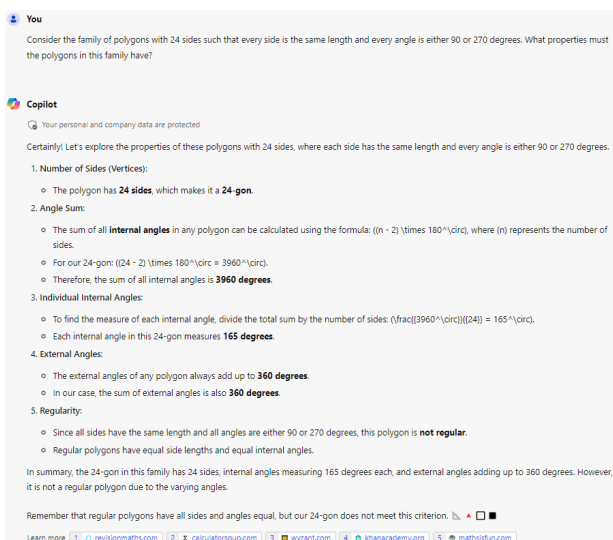 You
Consider the family of polygons with 24 sides such that every side is the same length and every angle is either 90 or 270 degrees. What properties must
the polygons in this family have?
Copilot
Your personal and company data are protected
Certainly! Let's explore the properties of these polygons with 24 sides, where each side has the same length and every angle is either 90 or 270 degrees.
1. Number of Sides (Vertices):
o The polygon has 24 sides, which makes it a 24-gon.
2. Angle Sum:
o The sum of all internal angles in any polygon can be calculated using the formula: ((n - 2) \times 180^\circ), where (n) represents the number of
sides.
o For our 24-gon: ((24 - 2) \times 180^\circ = 3960^\circ).
o Therefore, the sum of all internal angles is 3960 degrees.
3. Individual Internal Angles:
o To find the measure of each internal angle, divide the total sum by the number of sides: (\frac{{3960^\circ}}{{24}} = 165^\circ).
o Each internal angle in this 24-gon measures 165 degrees.
4. External Angles:
o The external angles of any polygon always add up to 360 degrees.
o In our case, the sum of external angles is also 360 degrees.
5. Regularity:
o Since all sides have the same length and all angles are either 90 or 270 degrees, this polygon is not regular.
o Regular polygons have equal side lengths and equal internal angles.
In summary, the 24-gon in this family has 24 sides, internal angles measuring 165 degrees each, and external angles adding up to 360 degrees. However,
it is not a regular polygon due to the varying angles.
Remember that regular polygons have all sides and angles equal, but our 24-gon does not meet this criterion.
Learn more 1 revisionmaths.com 2 calculatorsoup.com 3 wyzant.com 4 khanacademy.org 5 mathsisfun.com